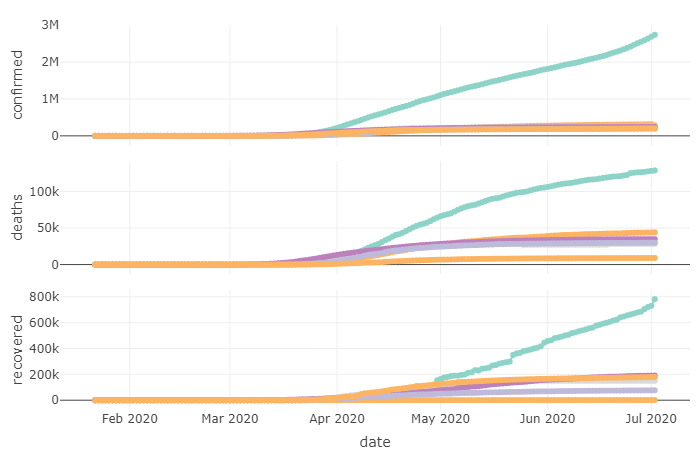 3M
2M
1M
0
confirmed
100k
50k
0
deaths
800k
600k
400k
200k
0
recovered
Feb 2020
Mar 2020
Apr 2020
May 2020
Jun 2020
Jul 2020
date